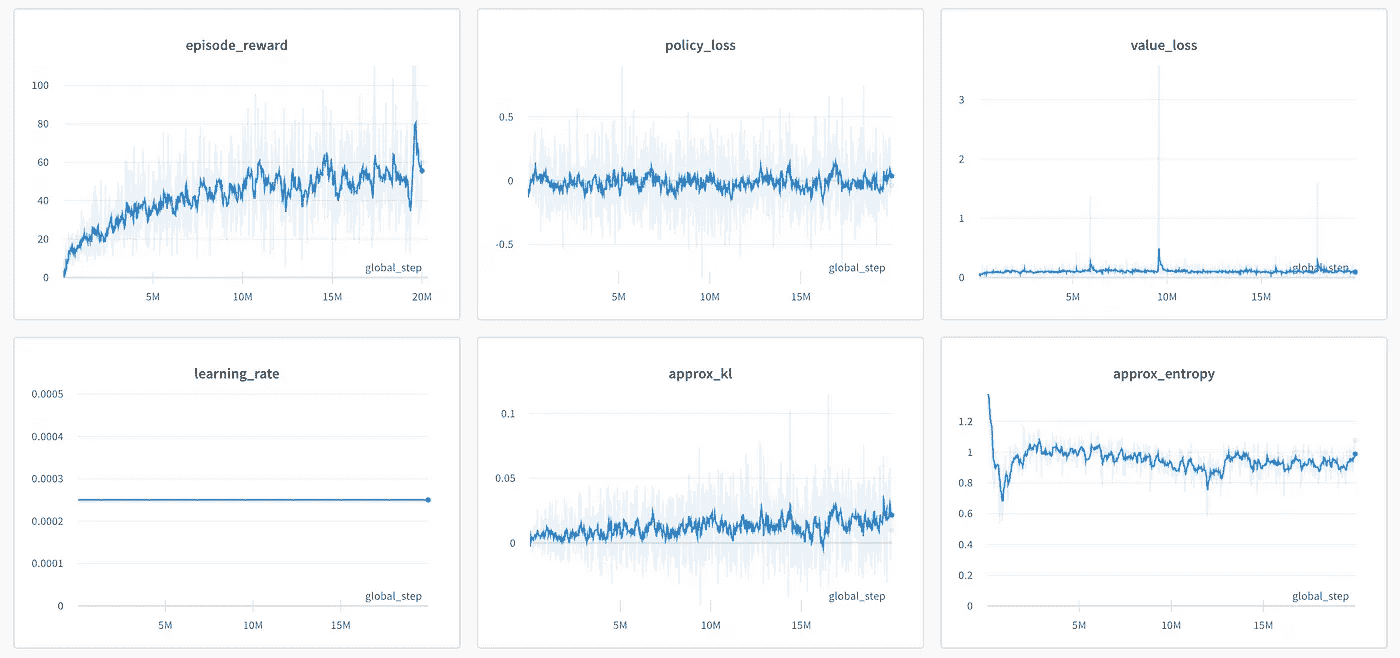 episode_reward
100
80
60
40
20
0
global_step
5M 10M 15M 20M
policy_loss
0.5
0
-0.5
global_step
5M 10M 15M
value_loss
3
2
1
0
global_step
5M 10M 15M
learning_rate
0.0005
0.0004
0.0003
0.0002
0.0001
0
global_step
5M 10M 15M
approx_kl
0.1
0.05
0
global_step
5M 10M 15M
approx_entropy
1.2
1
0.8
0.6
0.4
0.2
0
global_step
5M 10M 15M